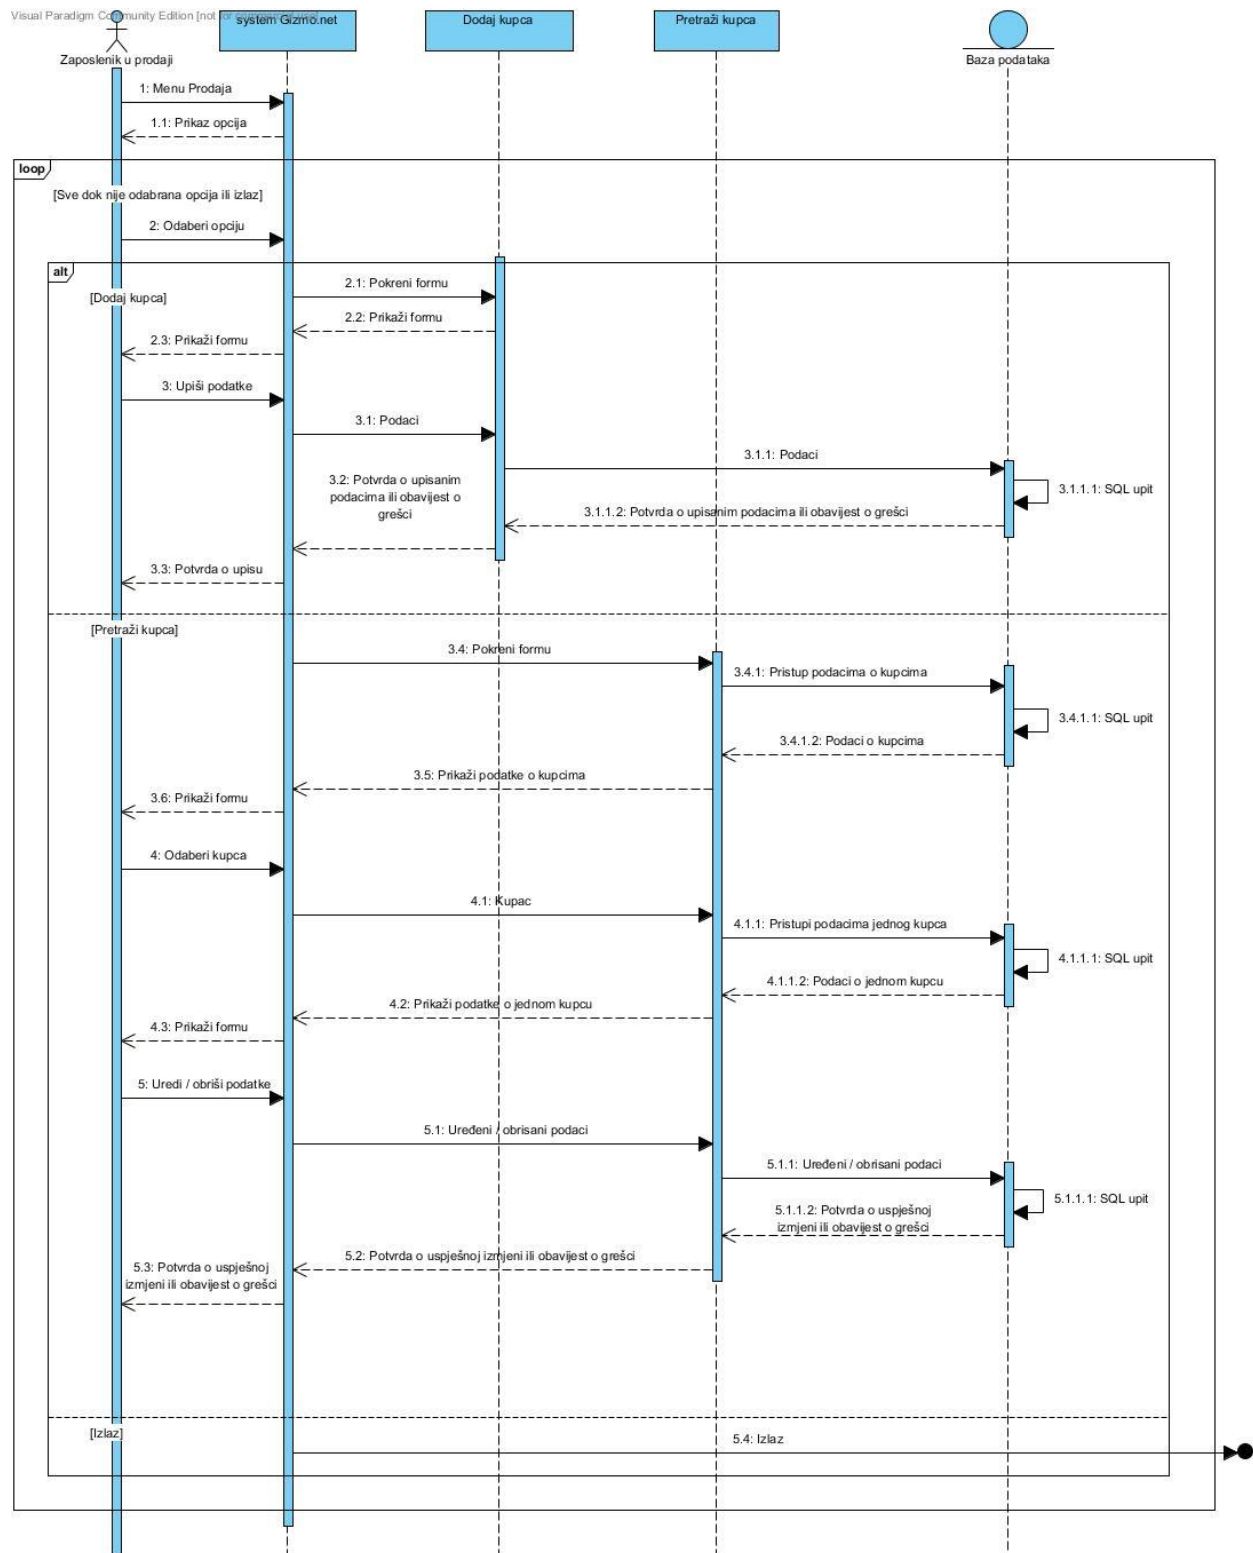 Visual Paradigm Community Edition [not for commercial use]
system Gizmo.net
Dodaj kupca
Pretraži kupca
Zaposlenik u prodaji
Baza podataka
1: Menu Prodaja
1.1: Prikaz opcija
loop
[Sve dok nije odabrana opcija ili izlaz]
2: Odaberi opciju
alt
[Dodaj kupca]
2.1: Pokreni formu
2.2: Prikaži formu
2.3: Prikaži formu
3: Upiši podatke
3.1: Podaci
3.1.1: Podaci
3.1.1.1: SQL upit
3.2: Potvrda o upisanim
podacima ili obavijest o
grešci
3.1.1.2: Potvrda o upisanim podacima ili obavijest o grešci
3.3: Potvrda o upisu
[Pretraži kupca]
3.4: Pokreni formu
3.4.1: Pristup podacima o kupcima
3.4.1.1: SQL upit
3.4.1.2: Podaci o kupcima
3.5: Prikaži podatke o kupcima
3.6: Prikaži formu
4: Odaberi kupca
4.1: Kupac
4.1.1: Pristupi podacima jednog kupca
4.1.1.1: SQL upit
4.1.1.2: Podaci o jednom kupcu
4.2: Prikaži podatke o jednom kupcu
4.3: Prikaži formu
5: Uredi / obriši podatke
5.1: Uređeni / obrisani podaci
5.1.1: Uređeni / obrisani podaci
5.1.1.1: SQL upit
5.1.1.2: Potvrda o uspješnoj
izmjeni ili obavijest o grešci
5.2: Potvrda o uspješnoj izmjeni ili obavijest o grešci
5.3: Potvrda o uspješnoj
izmjeni ili obavijest o grešci
[Izlaz]
5.4: Izlaz